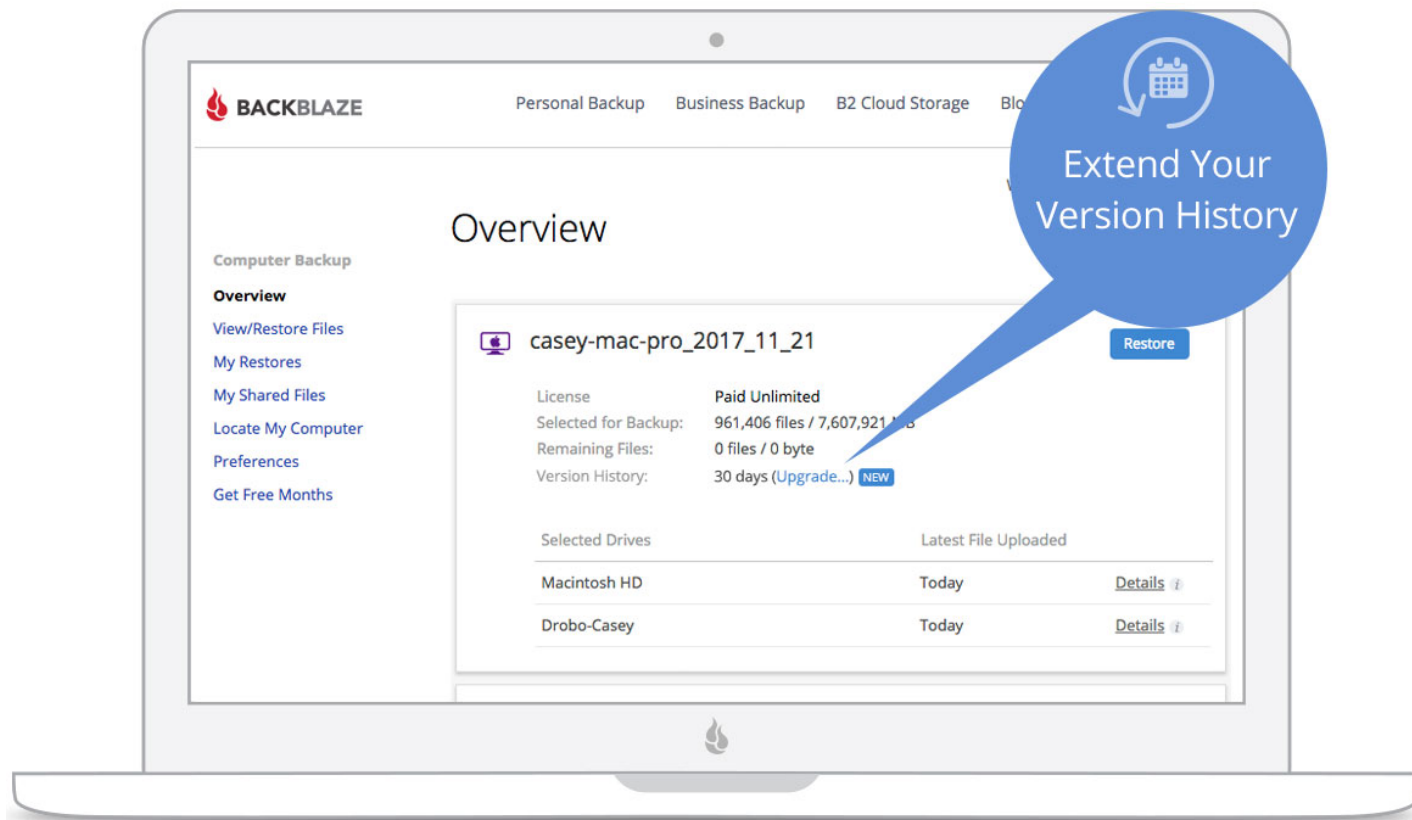 BACKBLAZE
Personal Backup Business Backup B2 Cloud Storage
Extend Your
Version History
Overview
Computer Backup
Overview
View/Restore Files
My Restores
My Shared Files
Locate My Computer
Preferences
Get Free Months
casey-mac-pro_2017_11_21
Restore
License Paid Unlimited
Selected for Backup: 961,406 files / 7,607,921
Remaining Files: 0 files / 0 byte
Version History: 30 days (Upgrade...) NEW
Selected Drives Latest File Uploaded
Macintosh HD Today Details i
Drobo-Casey Today Details i